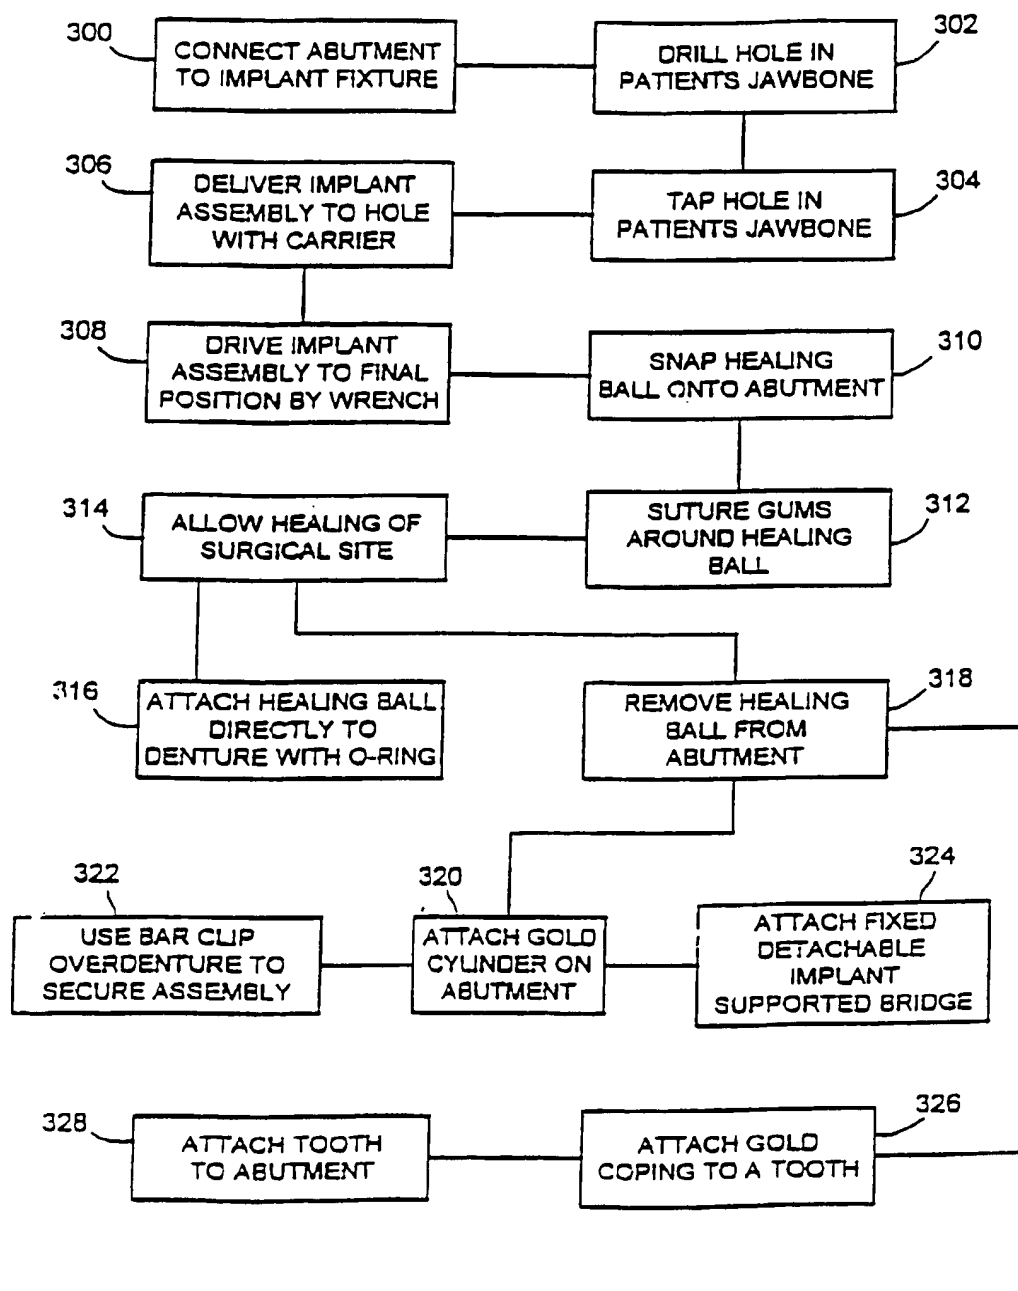 300
CONNECT ABUTMENT
TO IMPLANT FIXTURE
302
DRILL HOLE IN
PATIENTS JAWBONE
306
DELIVER IMPLANT
ASSEMBLY TO HOLE
WITH CARRIER
304
TAP HOLE IN
PATIENTS JAWBONE
308
DRIVE IMPLANT
ASSEMBLY TO FINAL
POSITION BY WRENCH
310
SNAP HEALING
BALL ONTO ABUTMENT
314
ALLOW HEALING OF
SURGICAL SITE
312
SUTURE GUMS
AROUND HEALING
BALL
316
ATTACH HEALING BALL
DIRECTLY TO
DENTURE WITH O-RING
318
REMOVE HEALING
BALL FROM
ABUTMENT
322
USE BAR CLIP
OVERDENTURE TO
SECURE ASSEMBLY
320
ATTACH GOLD
CYLINDER ON
ABUTMENT
324
ATTACH FIXED
DETACHABLE
IMPLANT
SUPPORTED BRIDGE
328
ATTACH TOOTH
TO ABUTMENT
326
ATTACH GOLD
COPING TO A TOOTH